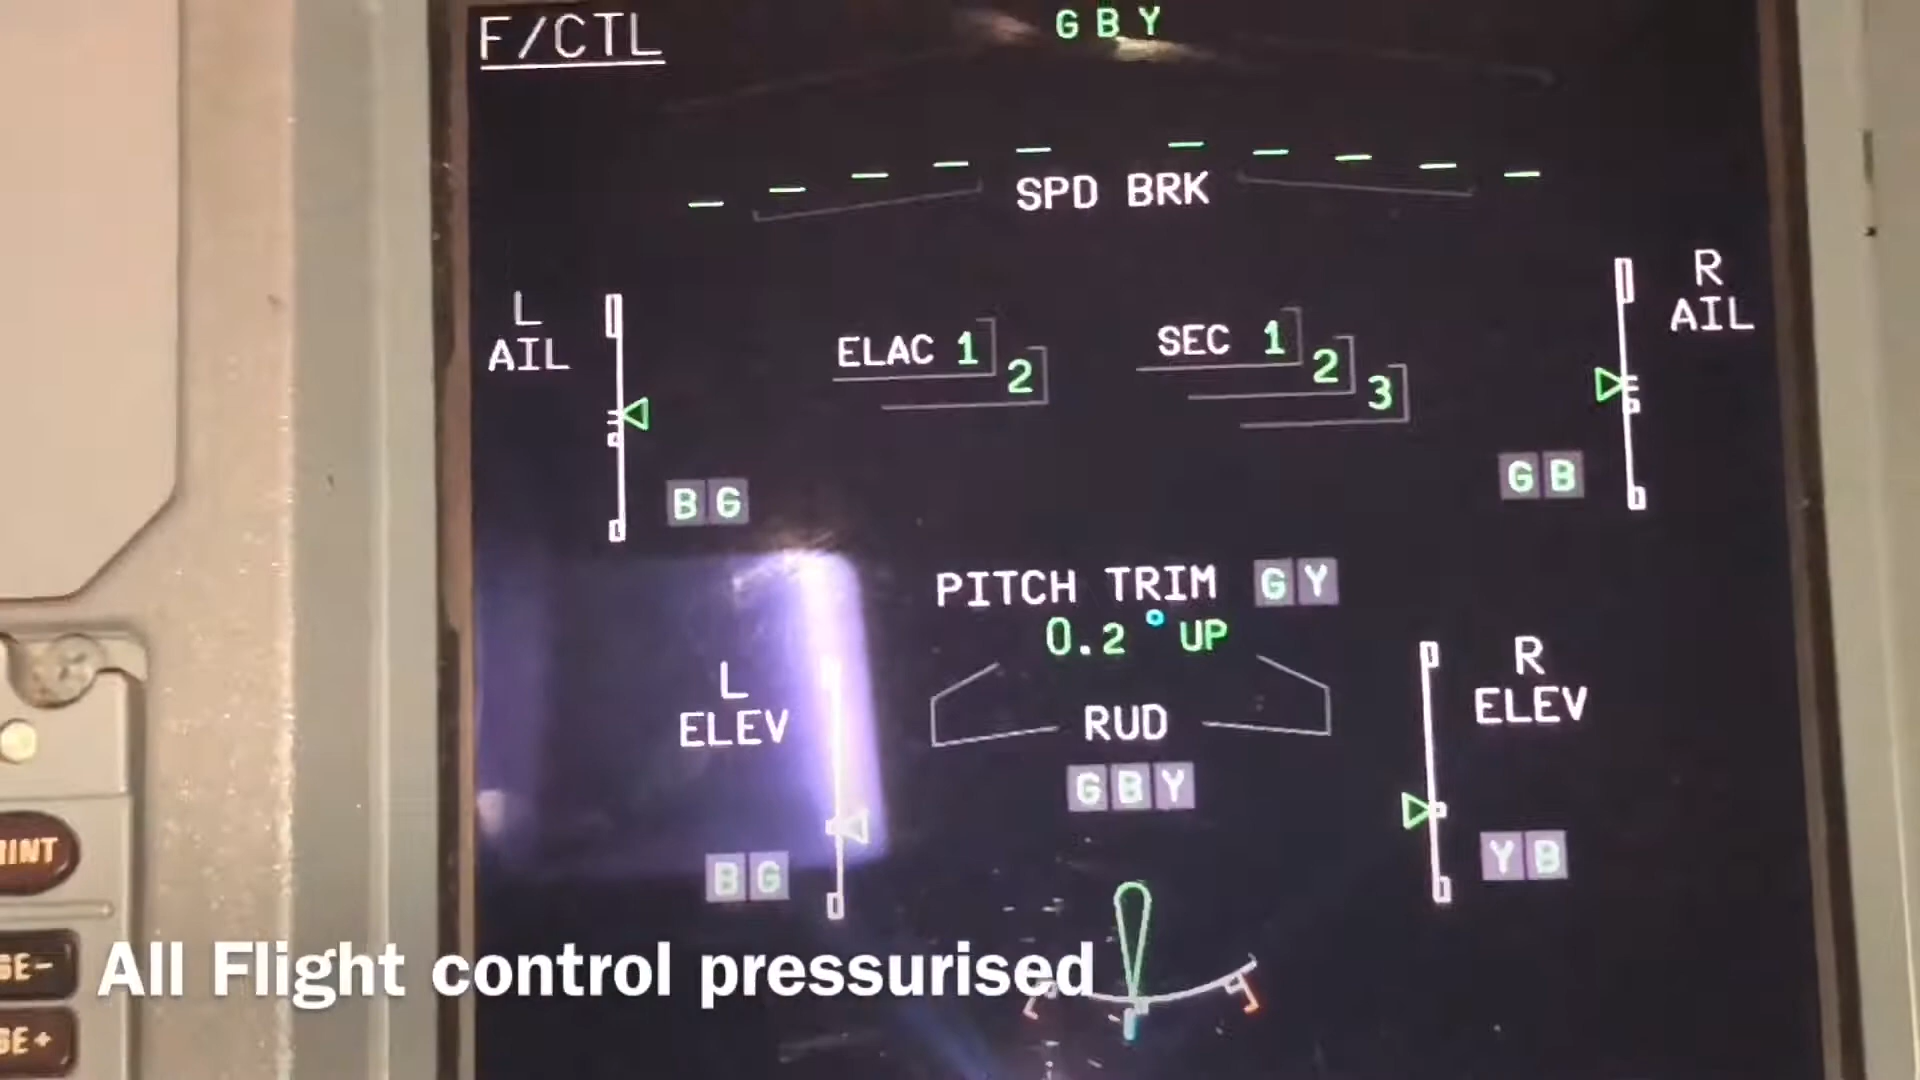 F/CTL
G B Y
SPD BRK
L
AIL
R
AIL
ELAC 1
2
SEC 1
2
3
B G
G B
PITCH TRIM G Y
0.2 ° UP
L
ELEV
R
ELEV
RUD
G B Y
B G
Y B
All Flight control pressurised